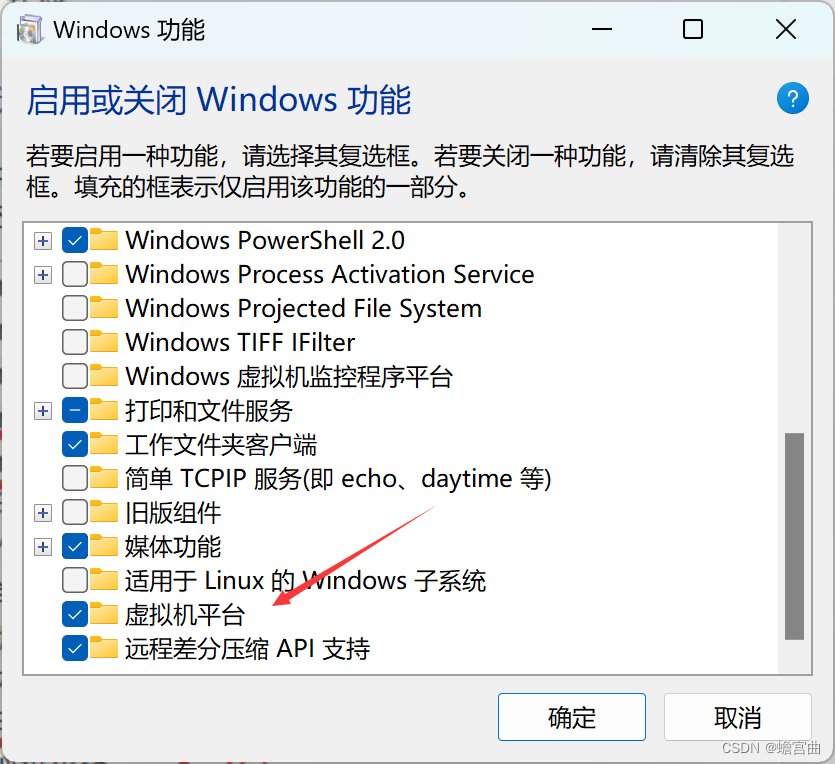 Windows 功能
启用或关闭 Windows 功能
?
若要启用一种功能，请选择其复选框。若要关闭一种功能，请清除其复选
框。填充的框表示仅启用该功能的一部分。
Windows PowerShell 2.0
Windows Process Activation Service
Windows Projected File System
Windows TIFF IFilter
Windows 虚拟机监控程序平台
打印和文件服务
工作文件夹客户端
简单 TCPIP 服务(即 echo、daytime 等)
旧版组件
媒体功能
适用于 Linux 的 Windows 子系统
虚拟机平台
远程差分压缩 API 支持
确定
取消
CSDN @蟾宫曲